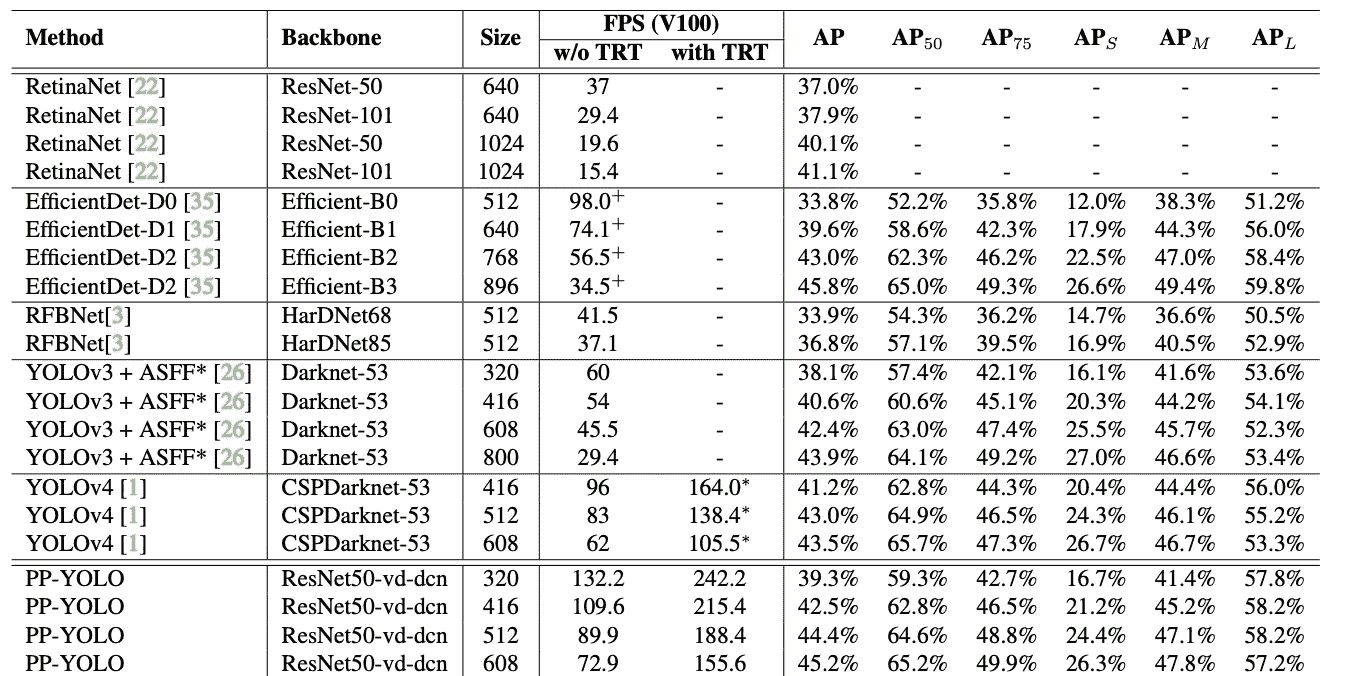 Method Backbone Size FPS (V100) AP AP50 AP75 APS APM APL
w/o TRT with TRT
RetinaNet [22] ResNet-50 640 37 - 37.0% - - - - -
RetinaNet [22] ResNet-101 640 29.4 - 37.9% - - - - -
RetinaNet [22] ResNet-50 1024 19.6 - 40.1% - - - - -
RetinaNet [22] ResNet-101 1024 15.4 - 41.1% - - - - -
EfficientDet-D0 [35] Efficient-B0 512 98.0+ - 33.8% 52.2% 35.8% 12.0% 38.3% 51.2%
EfficientDet-D1 [35] Efficient-B1 640 74.1+ - 39.6% 58.6% 42.3% 17.9% 44.3% 56.0%
EfficientDet-D2 [35] Efficient-B2 768 56.5+ - 43.0% 62.3% 46.2% 22.5% 47.0% 58.4%
EfficientDet-D2 [35] Efficient-B3 896 34.5+ - 45.8% 65.0% 49.3% 26.6% 49.4% 59.8%
RFBNet[3] HarDNet68 512 41.5 - 33.9% 54.3% 36.2% 14.7% 36.6% 50.5%
RFBNet[3] HarDNet85 512 37.1 - 36.8% 57.1% 39.5% 16.9% 40.5% 52.9%
YOLOv3 + ASFF* [26] Darknet-53 320 60 - 38.1% 57.4% 42.1% 16.1% 41.6% 53.6%
YOLOv3 + ASFF* [26] Darknet-53 416 54 - 40.6% 60.6% 45.1% 20.3% 44.2% 54.1%
YOLOv3 + ASFF* [26] Darknet-53 608 45.5 - 42.4% 63.0% 47.4% 25.5% 45.7% 52.3%
YOLOv3 + ASFF* [26] Darknet-53 800 29.4 - 43.9% 64.1% 49.2% 27.0% 46.6% 53.4%
YOLOv4 [1] CSPDarknet-53 416 96 164.0* 41.2% 62.8% 44.3% 20.4% 44.4% 56.0%
YOLOv4 [1] CSPDarknet-53 512 83 138.4* 43.0% 64.9% 46.5% 24.3% 46.1% 55.2%
YOLOv4 [1] CSPDarknet-53 608 62 105.5* 43.5% 65.7% 47.3% 26.7% 46.7% 53.3%
PP-YOLO ResNet50-vd-dcn 320 132.2 242.2 39.3% 59.3% 42.7% 16.7% 41.4% 57.8%
PP-YOLO ResNet50-vd-dcn 416 109.6 215.4 42.5% 62.8% 46.5% 21.2% 45.2% 58.2%
PP-YOLO ResNet50-vd-dcn 512 89.9 188.4 44.4% 64.6% 48.8% 24.4% 47.1% 58.2%
PP-YOLO ResNet50-vd-dcn 608 72.9 155.6 45.2% 65.2% 49.9% 26.3% 47.8% 57.2%